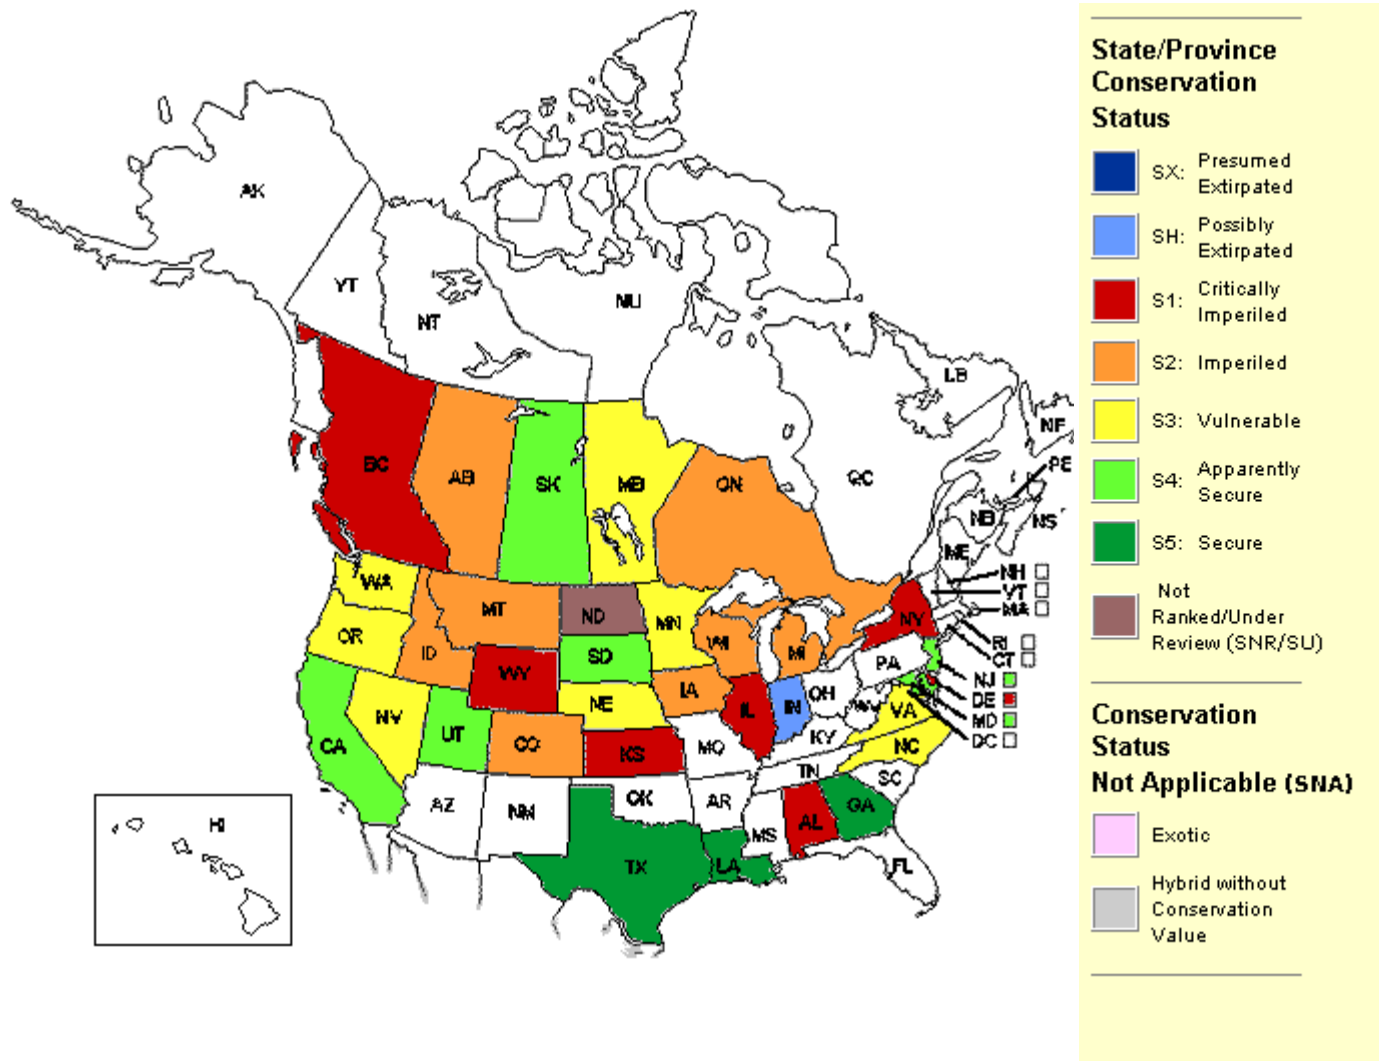 AK
YT
NT
NU
LB
NF
PE
BC
AB
SK
MB
ON
QC
NB
NS
ME
NH
VT
MA
WA
MT
ND
MN
NY
OR
ID
SD
WI
MI
RI
PA
CT
WY
NJ
IA
OH
DE
NV
NE
IL
IN
WV
VA
MD
CA
UT
CO
KS
MO
KY
NC
DC
AZ
NM
OK
AR
TN
SC
HI
MS
AL
GA
TX
LA
FL
State/Province
Conservation
Status
SX: Presumed
Extirpated
SH: Possibly
Extirpated
S1: Critically
Imperiled
S2: Imperiled
S3: Vulnerable
S4: Apparently
Secure
S5: Secure
Not
Ranked/Under
Review (SNR/SU)
Conservation
Status
Not Applicable (SNA)
Exotic
Hybrid without
Conservation
Value